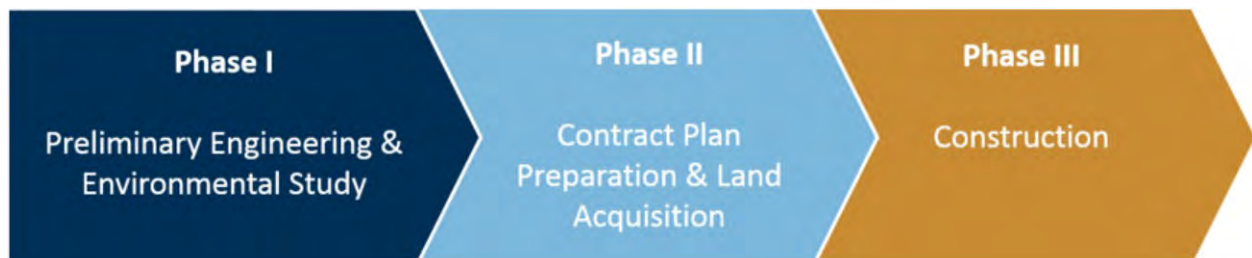 Phase I
Preliminary Engineering &
Environmental Study
Phase II
Contract Plan
Preparation & Land
Acquisition
Phase III
Construction